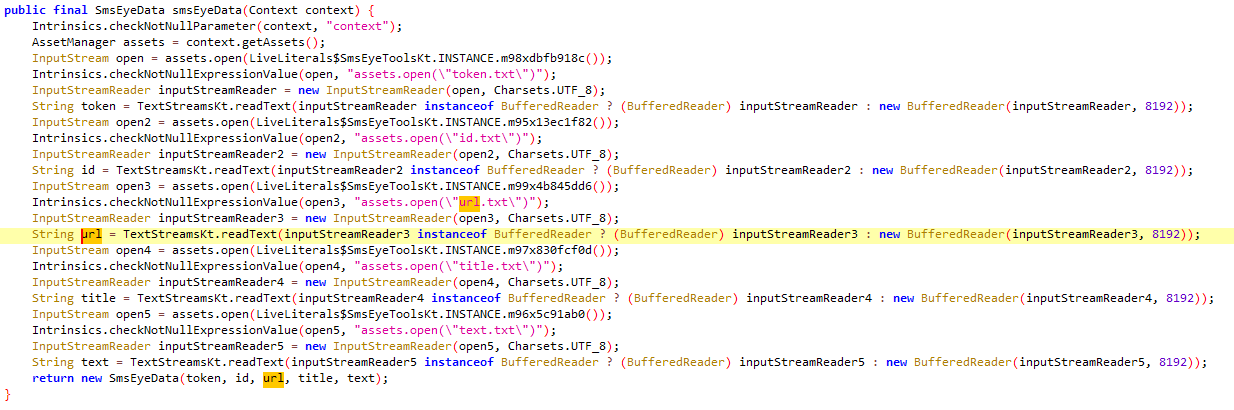 public final SmsEyeData smsEyeData(Context context) {
Intrinsics.checkNotNullParameter(context, "context");
AssetManager assets = context.getAssets();
InputStream open = assets.open(LiveLiterals$SmsEyeToolsKt.INSTANCE.m98xdbfb918c());
Intrinsics.checkNotNullExpressionValue(open, "assets.open(\"token.txt\")");
InputStreamReader inputStreamReader = new InputStreamReader(open, Charsets.UTF_8);
String token = TextStreamsKt.readText(inputStreamReader instanceof BufferedReader ? (BufferedReader) inputStreamReader : new BufferedReader(inputStreamReader, 8192));
InputStream open2 = assets.open(LiveLiterals$SmsEyeToolsKt.INSTANCE.m95x13ec1f82());
Intrinsics.checkNotNullExpressionValue(open2, "assets.open(\"id.txt\")");
InputStreamReader inputStreamReader2 = new InputStreamReader(open2, Charsets.UTF_8);
String id = TextStreamsKt.readText(inputStreamReader2 instanceof BufferedReader ? (BufferedReader) inputStreamReader2 : new BufferedReader(inputStreamReader2, 8192));
InputStream open3 = assets.open(LiveLiterals$SmsEyeToolsKt.INSTANCE.m99x4b845dd6());
Intrinsics.checkNotNullExpressionValue(open3, "assets.open(\"url.txt\")");
InputStreamReader inputStreamReader3 = new InputStreamReader(open3, Charsets.UTF_8);
String url = TextStreamsKt.readText(inputStreamReader3 instanceof BufferedReader ? (BufferedReader) inputStreamReader3 : new BufferedReader(inputStreamReader3, 8192));
InputStream open4 = assets.open(LiveLiterals$SmsEyeToolsKt.INSTANCE.m97x830fcf0d());
Intrinsics.checkNotNullExpressionValue(open4, "assets.open(\"title.txt\")");
InputStreamReader inputStreamReader4 = new InputStreamReader(open4, Charsets.UTF_8);
String title = TextStreamsKt.readText(inputStreamReader4 instanceof BufferedReader ? (BufferedReader) inputStreamReader4 : new BufferedReader(inputStreamReader4, 8192));
InputStream open5 = assets.open(LiveLiterals$SmsEyeToolsKt.INSTANCE.m96x5c91ab0());
Intrinsics.checkNotNullExpressionValue(open5, "assets.open(\"text.txt\")");
InputStreamReader inputStreamReader5 = new InputStreamReader(open5, Charsets.UTF_8);
String text = TextStreamsKt.readText(inputStreamReader5 instanceof BufferedReader ? (BufferedReader) inputStreamReader5 : new BufferedReader(inputStreamReader5, 8192));
return new SmsEyeData(token, id, url, title, text);
}